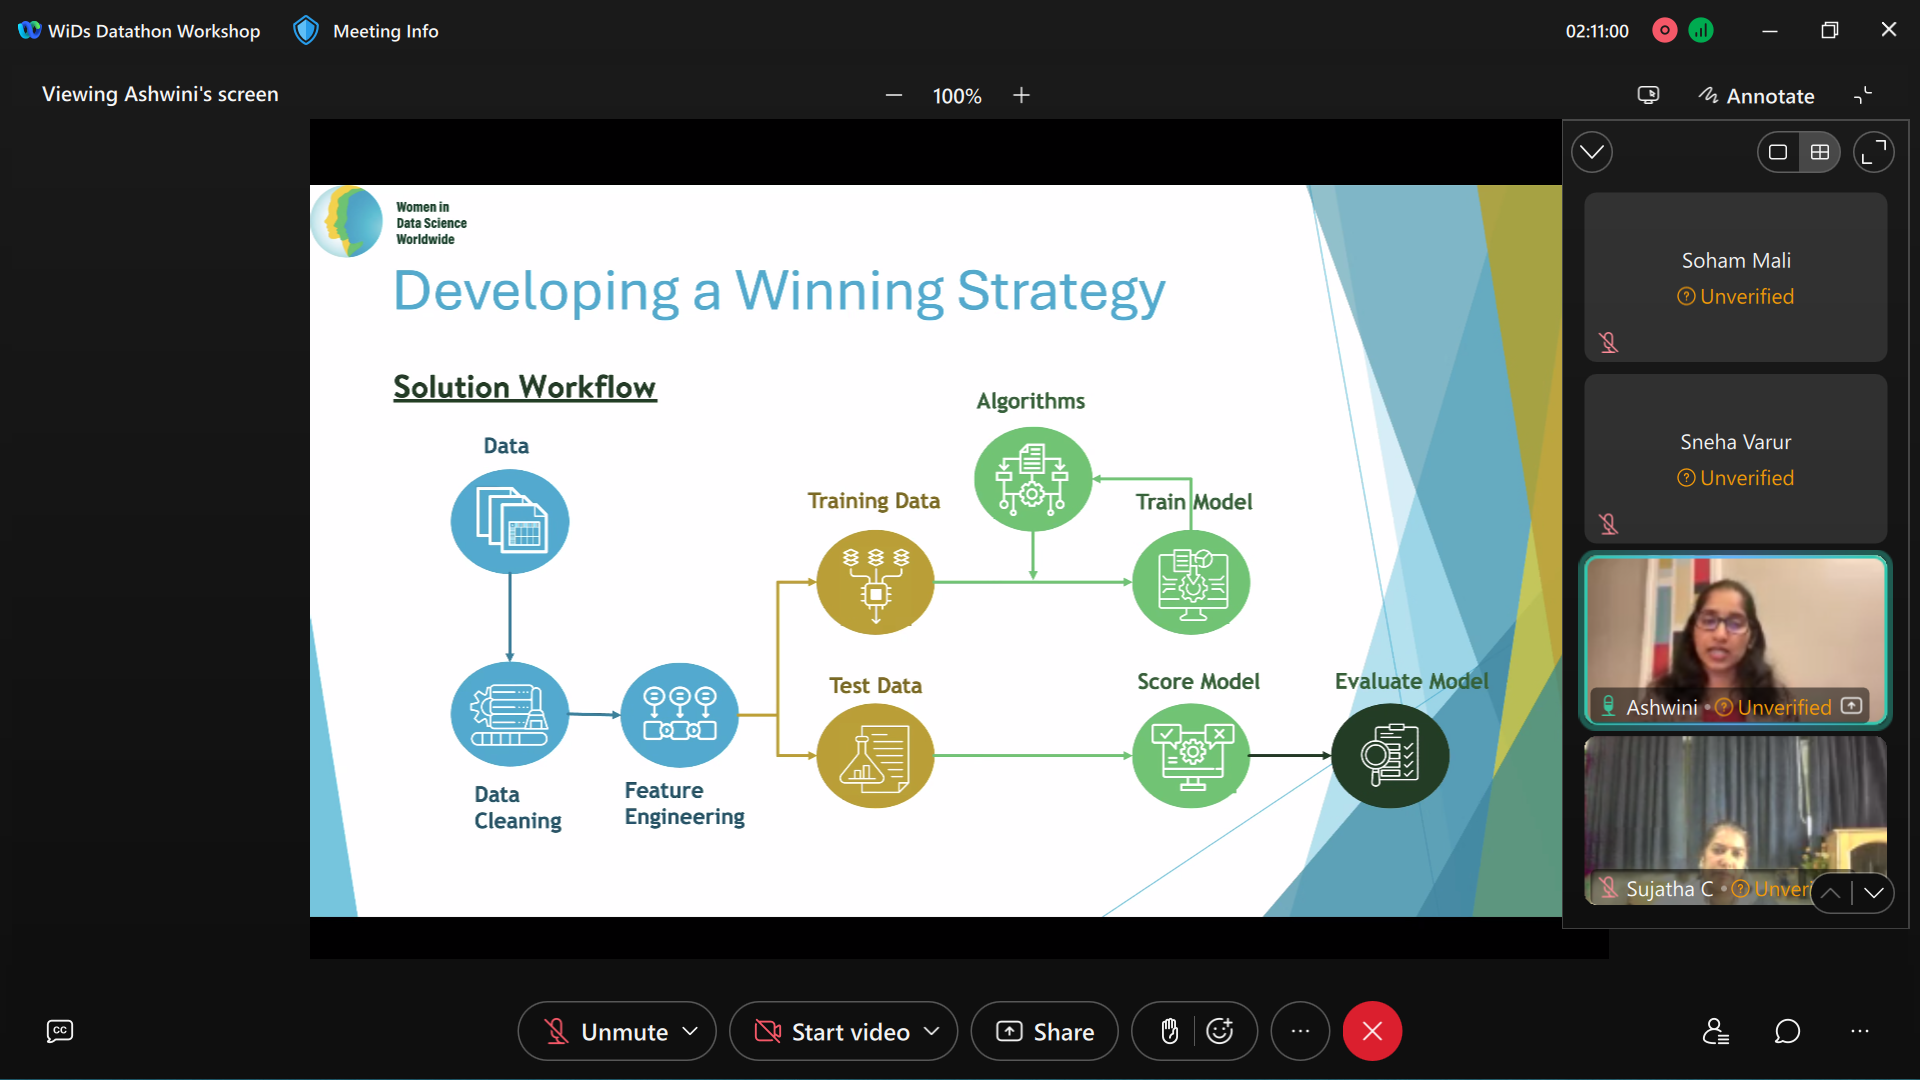 WiDs Datathon Workshop
Meeting Info
02:11:00
Viewing Ashwini's screen
100%
Annotate
Women in
Data Science
Worldwide
Developing a Winning Strategy
Solution Workflow
Data
Algorithms
Training Data
Train Model
Test Data
Score Model
Evaluate Model
Data
Cleaning
Feature
Engineering
Soham Mali
Unverified
Sneha Varur
Unverified
Ashwini • Unverified
Sujatha C • Unveri
CC
Unmute
Start video
Share